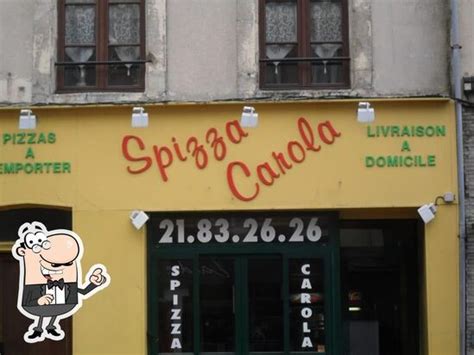 PIZZAS
A
EMPORTER
Spizza
Carola
LIVRAISON
A
DOMICILE
21.83.26.26
SPIZZA
CAROLA